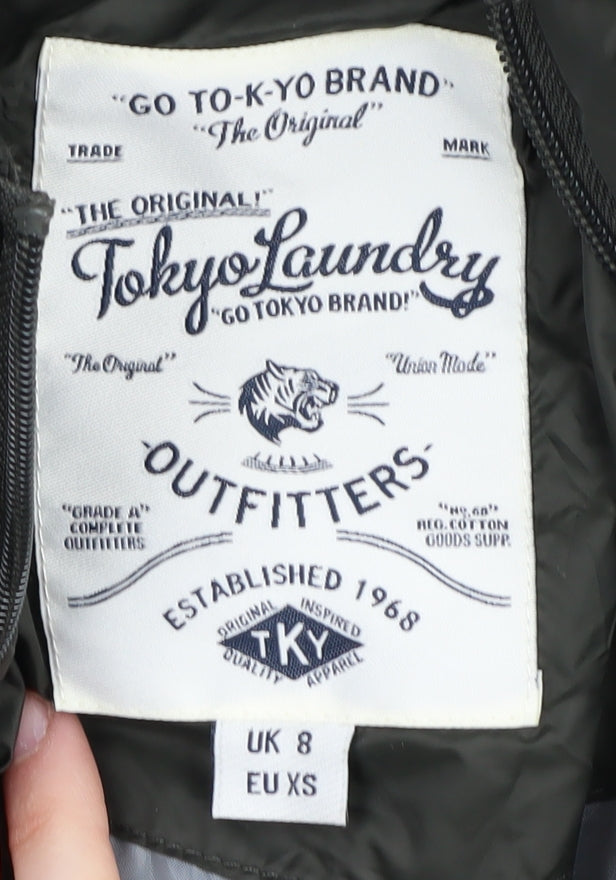 "GO TO-K-YO BRAND"
"The Original"
TRADE MARK
"THE ORIGINAL!"
Tokyo Laundry
"GO TOKYO BRAND!"
"The Original" "Union Made"
-OUTFITTERS-
"GRADE A" "No.68"
COMPLETE REG.COTTON
OUTFITTERS GOODS SUPP.
ESTABLISHED 1968
ORIGINAL INSPIRED
TKY
QUALITY APPAREL
UK 8
EU XS